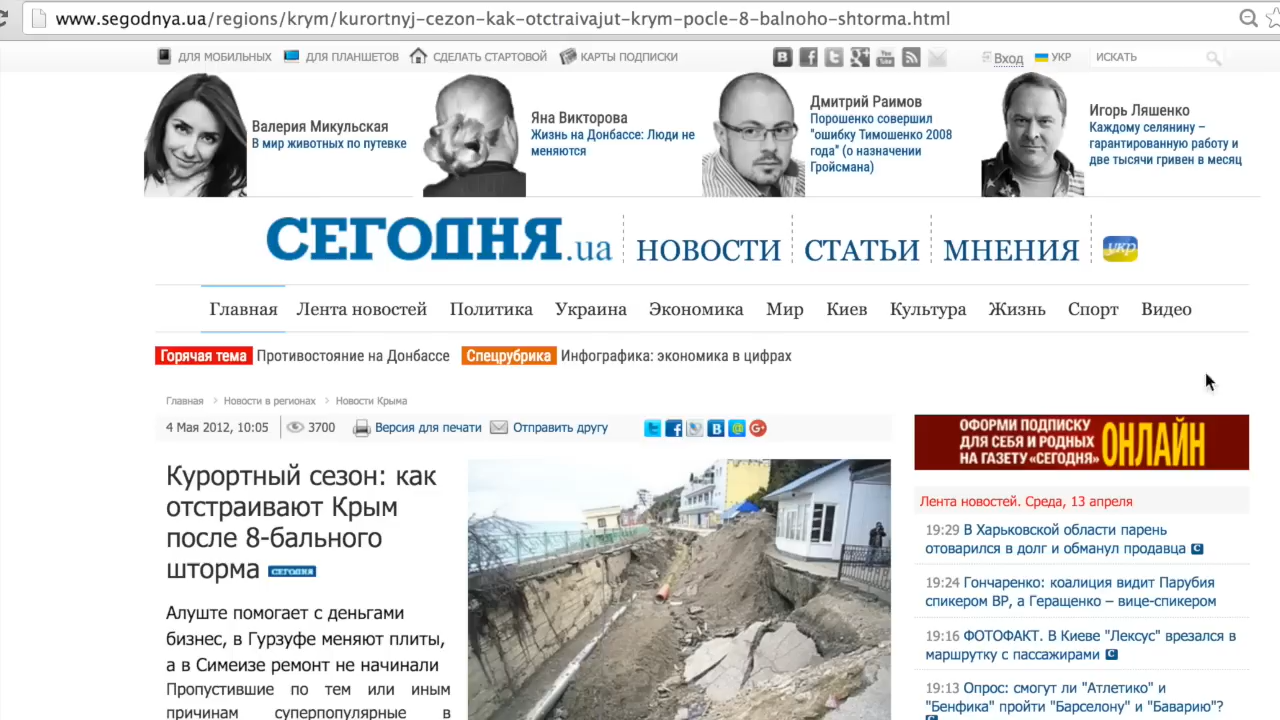 www.segodnya.ua/regions/krym/kurortnyj-cezon-kak-otctraivajut-krym-pocle-8-balnoho-shtorma.html
ДЛЯ МОБИЛЬНЫХ ДЛЯ ПЛАНШЕТОВ СДЕЛАТЬ СТАРТОВОЙ КАРТЫ ПОДПИСКИ Вход УКР ИСКАТЬ
Валерия Микульская
В мир животных по путевке
Яна Викторова
Жизнь на Донбассе: Люди не
меняются
Дмитрий Раимов
Порошенко совершил
"ошибку Тимошенко 2008
года" (о назначении
Гройсмана)
Игорь Ляшенко
Каждому селянину –
гарантированную работу и
две тысячи гривен в месяц
СЕГОДНЯ.ua НОВОСТИ СТАТЬИ МНЕНИЯ укр
Главная Лента новостей Политика Украина Экономика Мир Киев Культура Жизнь Спорт Видео
Горячая тема Противостояние на Донбассе Спецрубрика Инфографика: экономика в цифрах
Главная > Новости в регионах > Новости Крыма
4 Мая 2012, 10:05 3700 Версия для печати Отправить другу
Курортный сезон: как
отстраивают Крым
после 8-бального
шторма СЕГОДНЯ
Алуште помогает с деньгами
бизнес, в Гурзуфе меняют плиты,
а в Симеизе ремонт не начинали
Пропустившие по тем или иным
причинам суперпопулярные в
ОФОРМИ ПОДПИСКУ
ДЛЯ СЕБЯ И РОДНЫХ
НА ГАЗЕТУ «СЕГОДНЯ»
ОНЛАЙН
Лента новостей. Среда, 13 апреля
19:29 В Харьковской области парень
отоварился в долг и обманул продавца
19:24 Гончаренко: коалиция видит Парубия
спикером ВР, а Геращенко – вице-спикером
19:16 ФОТОФАКТ. В Киеве "Лексус" врезался в
маршрутку с пассажирами
19:13 Опрос: смогут ли "Атлетико" и
"Бенфика" пройти "Барселону" и "Баварию"?